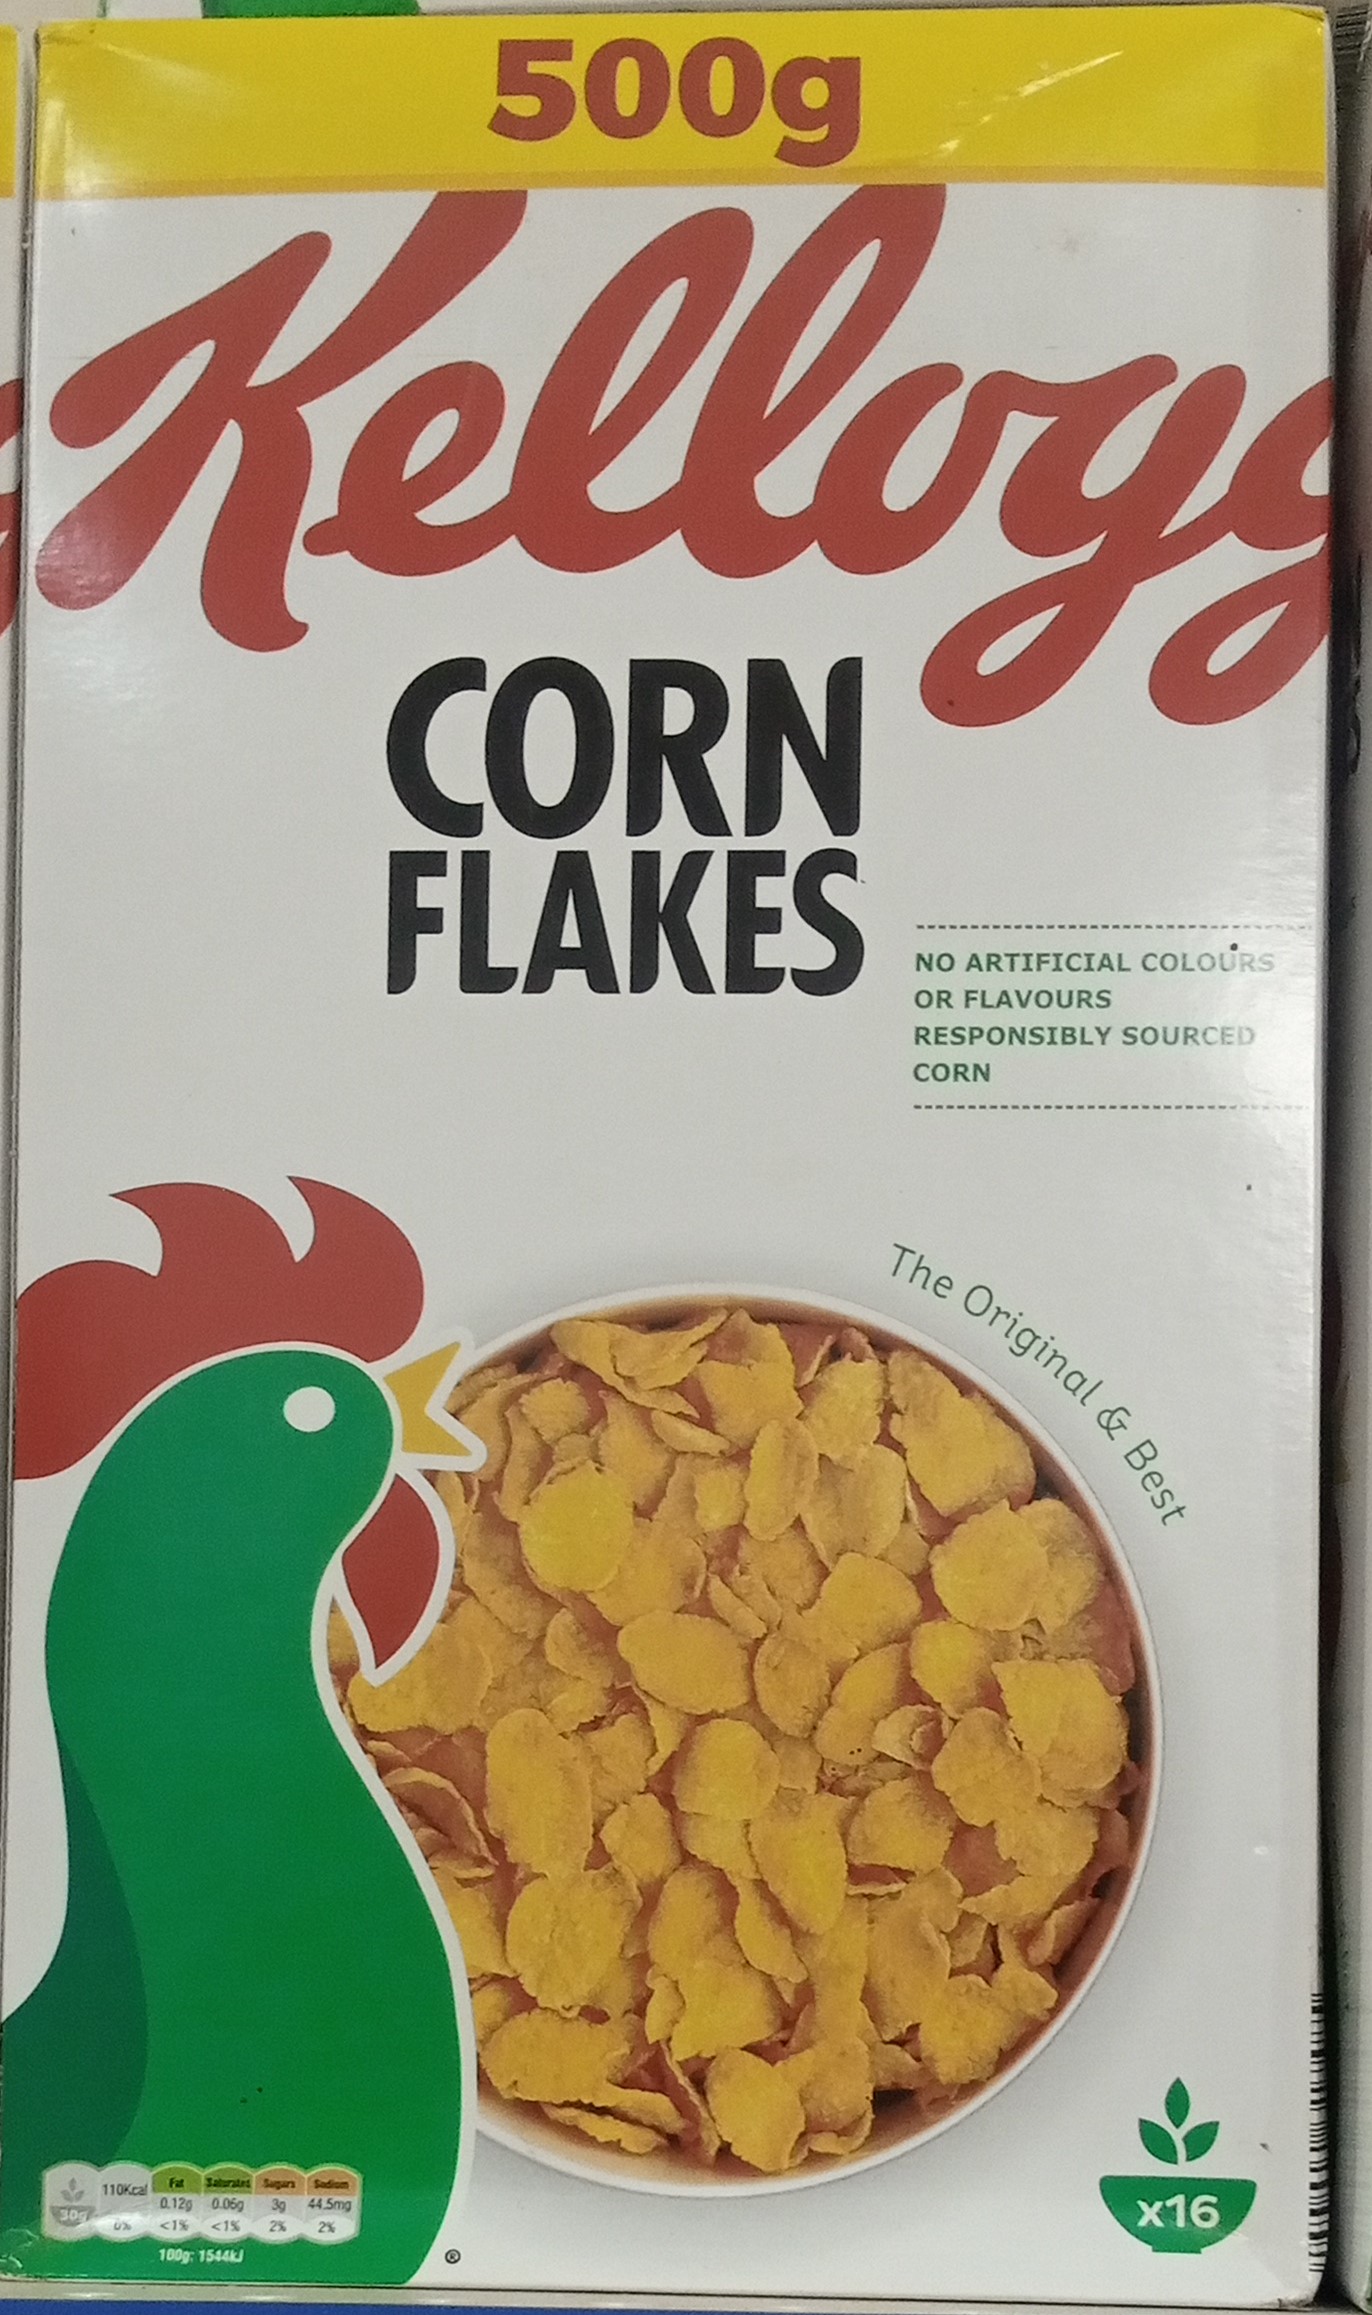 500g
Kellogg
CORN
FLAKES
NO ARTIFICIAL COLOURS
OR FLAVOURS
RESPONSIBLY SOURCED
CORN
The Original & Best
x16
30g 110Kcal Fat Saturates Sugars Sodium
0.12g 0.06g 3g 44.5mg
<1% <1% 2% 2%
100g: 1544kJ
®